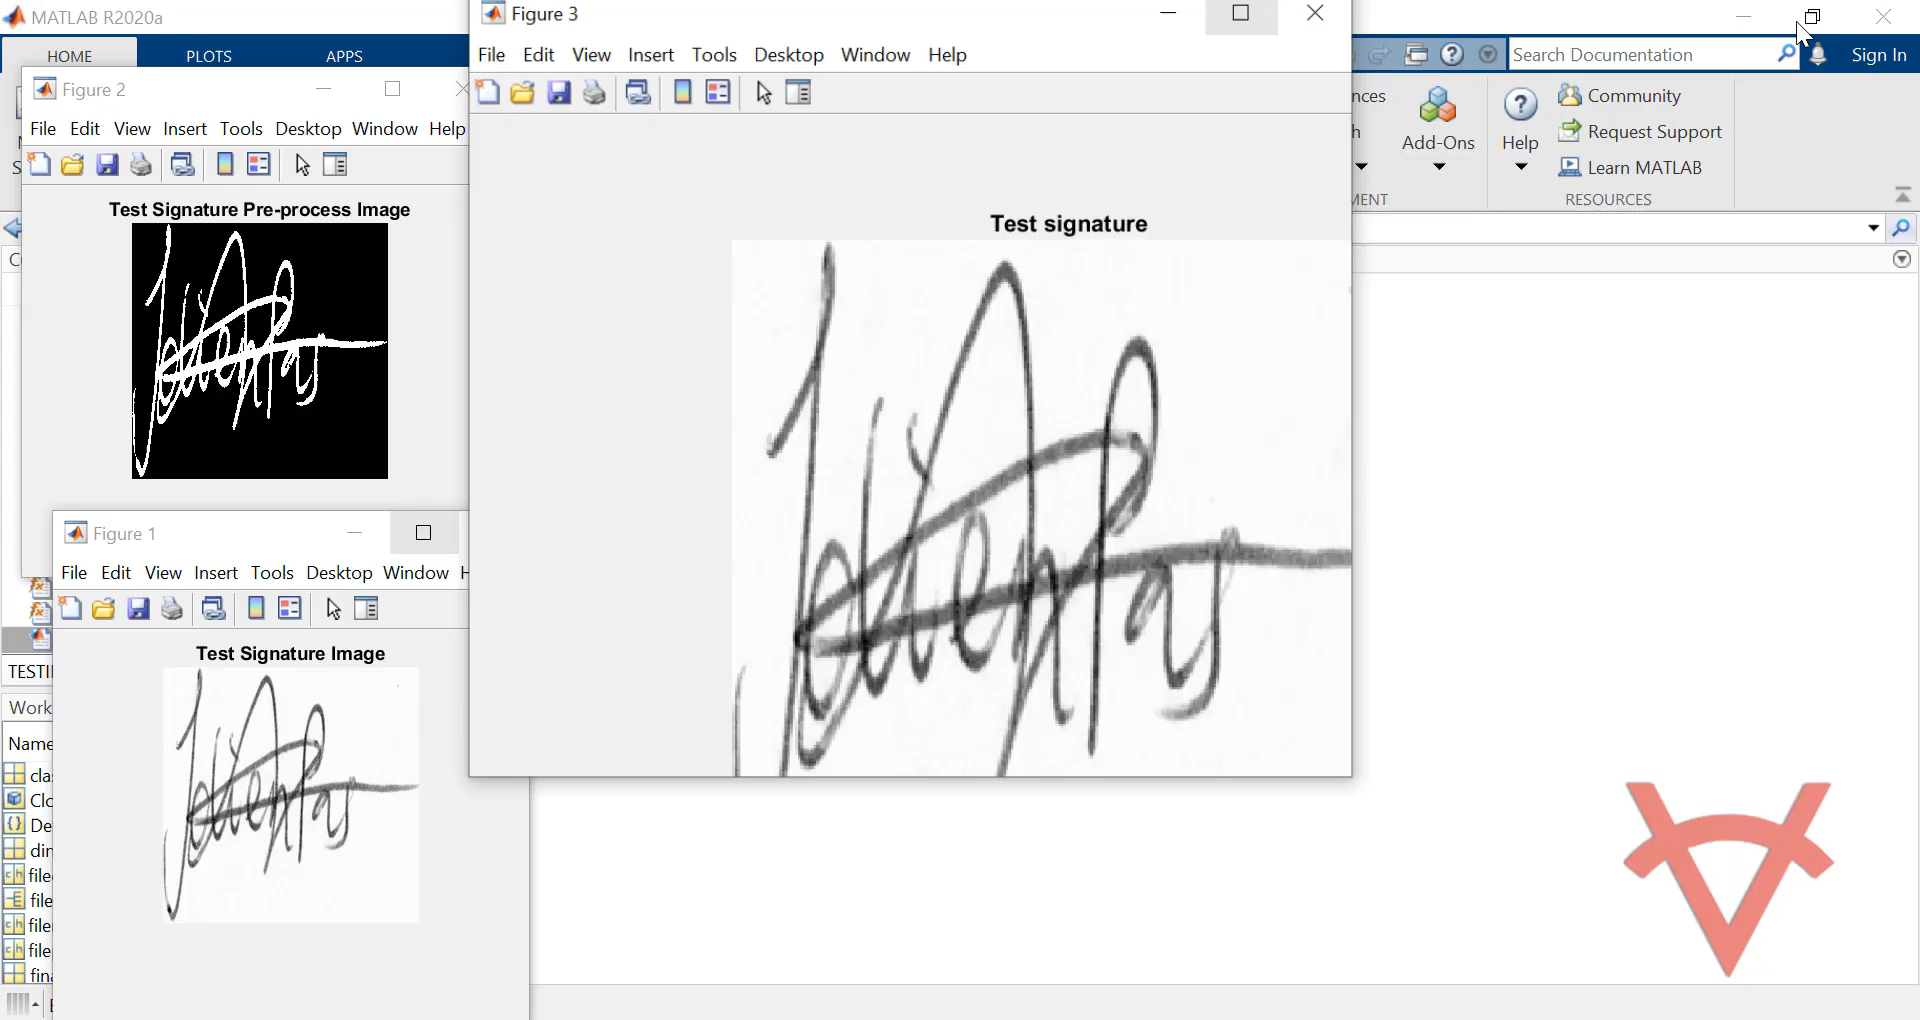 MATLAB R2020a
HOME PLOTS APPS
Search Documentation
Sign In
Community
Request Support
Learn MATLAB
Add-Ons
Help
RESOURCES
Figure 2
File Edit View Insert Tools Desktop Window Help
Test Signature Pre-process Image
Figure 1
File Edit View Insert Tools Desktop Window
Test Signature Image
Figure 3
File Edit View Insert Tools Desktop Window Help
Test signature
Name